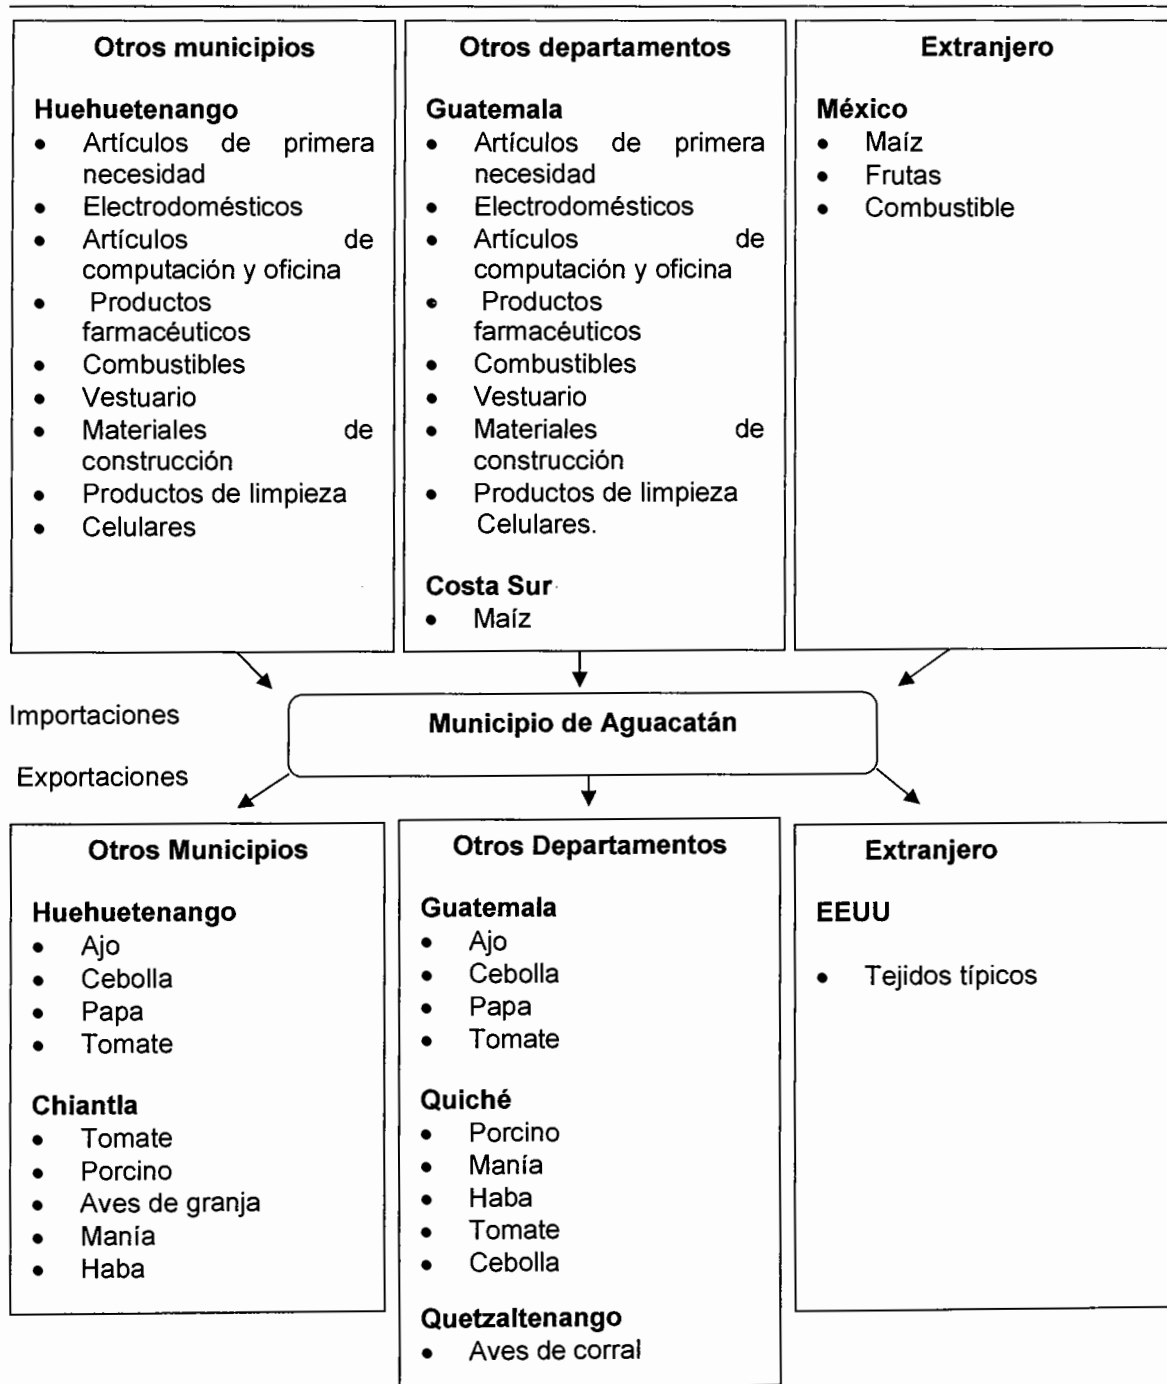 Otros municipios
Huehuetenango
• Artículos de primera
necesidad
• Electrodomésticos
• Artículos de
computación y oficina
• Productos
farmacéuticos
• Combustibles
• Vestuario
• Materiales de
construcción
• Productos de limpieza
• Celulares
Otros departamentos
Guatemala
• Artículos de primera
necesidad
• Electrodomésticos
• Artículos de
computación y oficina
• Productos
farmacéuticos
• Combustibles
• Vestuario
• Materiales de
construcción
• Productos de limpieza
Celulares.
Costa Sur
• Maíz
Extranjero
México
• Maíz
• Frutas
• Combustible
Importaciones
Municipio de Aguacatán
Exportaciones
Otros Municipios
Huehuetenango
• Ajo
• Cebolla
• Papa
• Tomate
Chiantla
• Tomate
• Porcino
• Aves de granja
• Manía
• Haba
Otros Departamentos
Guatemala
• Ajo
• Cebolla
• Papa
• Tomate
Quiché
• Porcino
• Manía
• Haba
• Tomate
• Cebolla
Quetzaltenango
• Aves de corral
Extranjero
EEUU
• Tejidos típicos